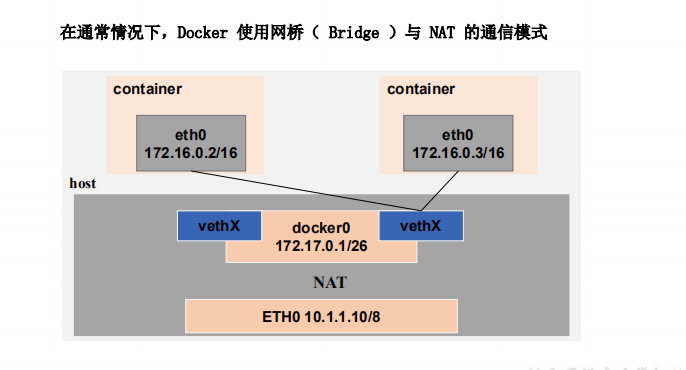 在通常情况下，Docker 使用网桥（ Bridge ）与 NAT 的通信模式
container
container
eth0
172.16.0.2/16
eth0
172.16.0.3/16
host
vethX
docker0
172.17.0.1/26
vethX
NAT
ETH0 10.1.1.10/8